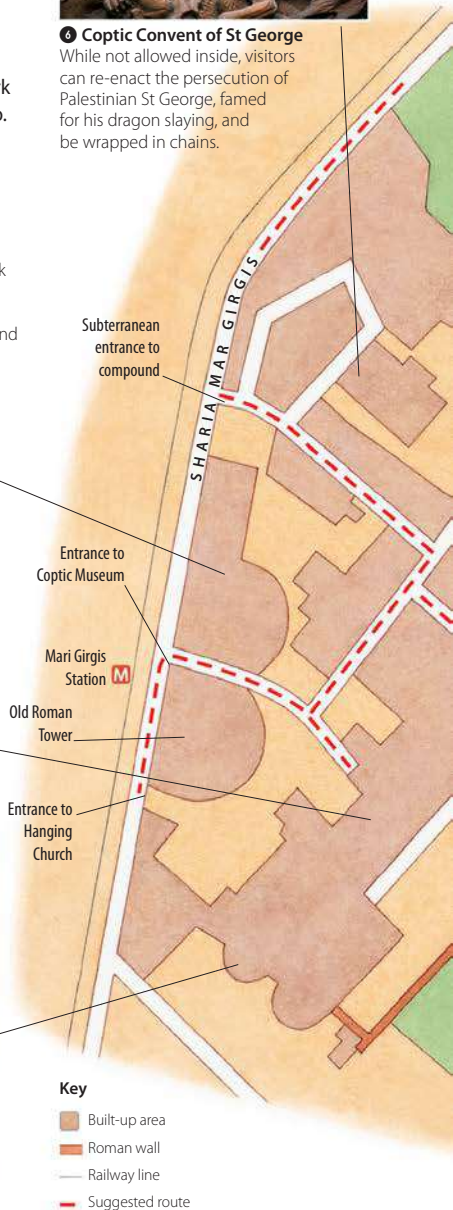 ❻ Coptic Convent of St George
While not allowed inside, visitors
can re-enact the persecution of
Palestinian St George, famed
for his dragon slaying, and
be wrapped in chains.
SHARIA MAR GIRGIS
Subterranean
entrance to
compound
Entrance to
Coptic Museum
Mari Girgis
Station M
Old Roman
Tower
Entrance to
Hanging
Church
Key
Built-up area
Roman wall
Railway line
Suggested route